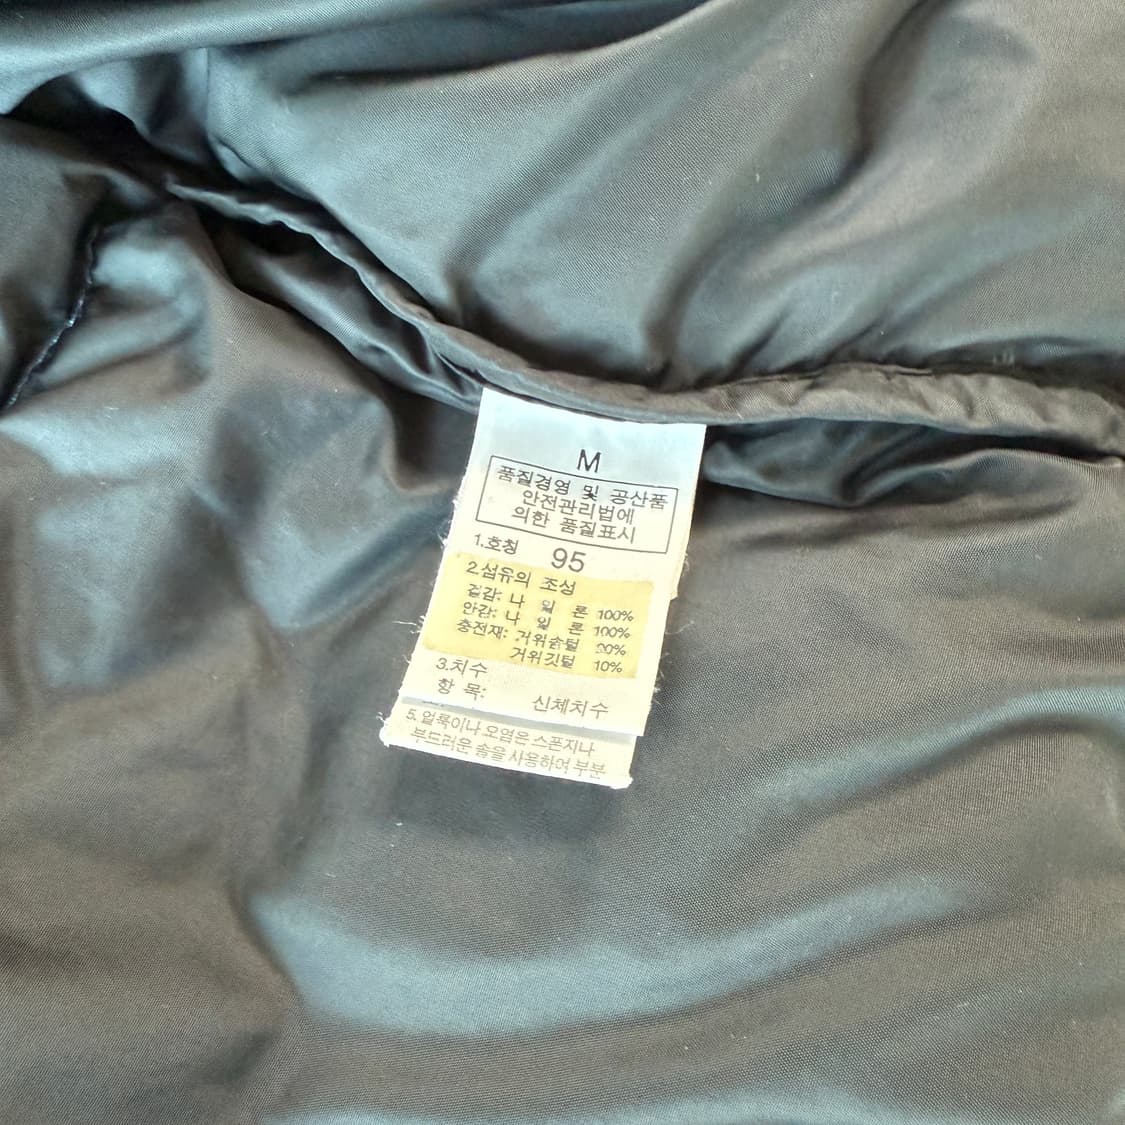 M
품질경영 및 공산품
안전관리법에
의한 품질표시
1.호칭 95
2.섬유의 조성
겉감: 나 일 론 100%
안감: 나 일 론 100%
충전재: 거위솜털 90%
거위깃털 10%
3.치수
항 목: 신체치수
5. 얼룩이나 오염은 스폰지나
부드러운 솔을 사용하여 부분